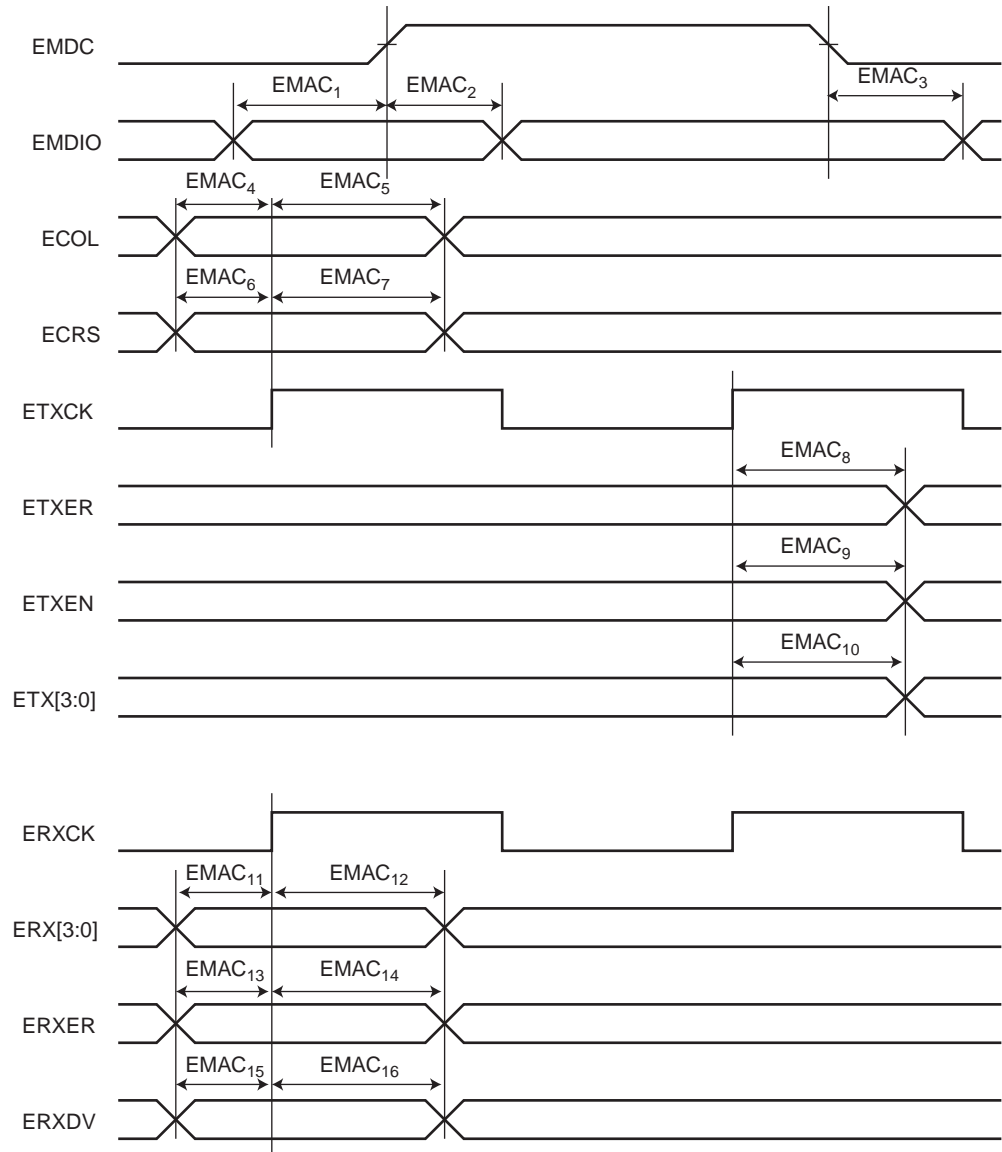 EMDC
EMAC₁ EMAC₂ EMAC₃
EMDIO
EMAC₄ EMAC₅
ECOL
EMAC₆ EMAC₇
ECRS
ETXCK
EMAC₈
ETXER
EMAC₉
ETXEN
EMAC₁₀
ETX[3:0]
ERXCK
EMAC₁₁ EMAC₁₂
ERX[3:0]
EMAC₁₃ EMAC₁₄
ERXER
EMAC₁₅ EMAC₁₆
ERXDV